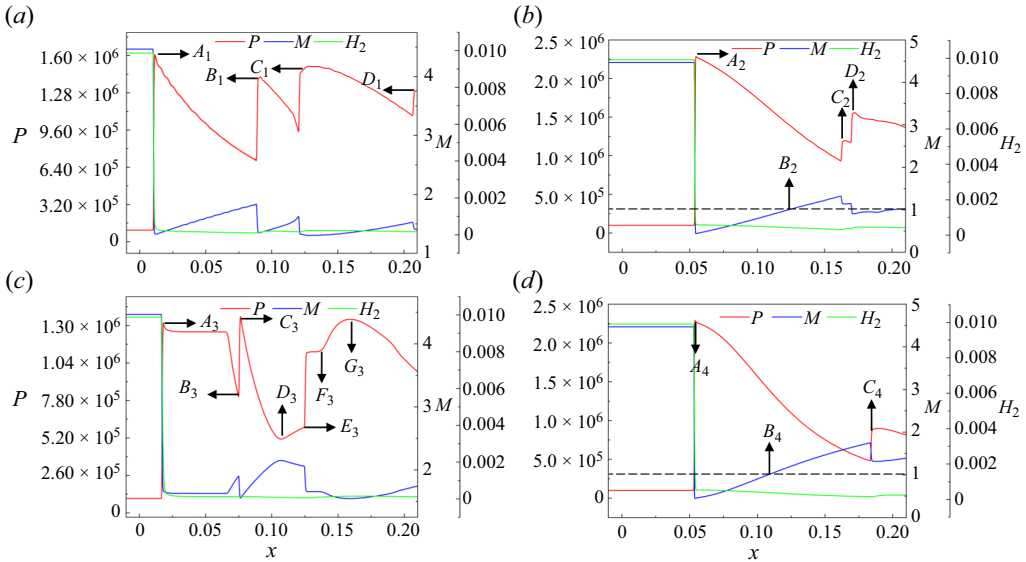 (a)
P M H2
1.60 × 10^6
1.28 × 10^6
9.60 × 10^5
6.40 × 10^5
3.20 × 10^5
0
P
A1
B1
C1
D1
0 0.05 0.10 0.15 0.20
4
3
2
1
M
0.010
0.008
0.006
0.004
0.002
0
(b)
P M H2
2.5 × 10^6
2.0 × 10^6
1.5 × 10^6
1.0 × 10^6
5.0 × 10^5
0
A2
B2
C2
D2
0 0.05 0.10 0.15 0.20
5
4
3
2
1
0
M
0.010
0.008
0.006
0.004
0.002
0
H2
(c)
P M H2
1.30 × 10^6
1.04 × 10^6
7.80 × 10^5
5.20 × 10^5
2.60 × 10^5
0
P
A3
B3
C3
D3
E3
F3
G3
0 0.05 0.10 0.15 0.20
x
4
3
2
1
M
0.010
0.008
0.006
0.004
0.002
0
(d)
P M H2
2.5 × 10^6
2.0 × 10^6
1.5 × 10^6
1.0 × 10^6
5.0 × 10^5
0
A4
B4
C4
0 0.05 0.10 0.15 0.20
x
5
4
3
2
1
0
M
0.010
0.008
0.006
0.004
0.002
0
H2